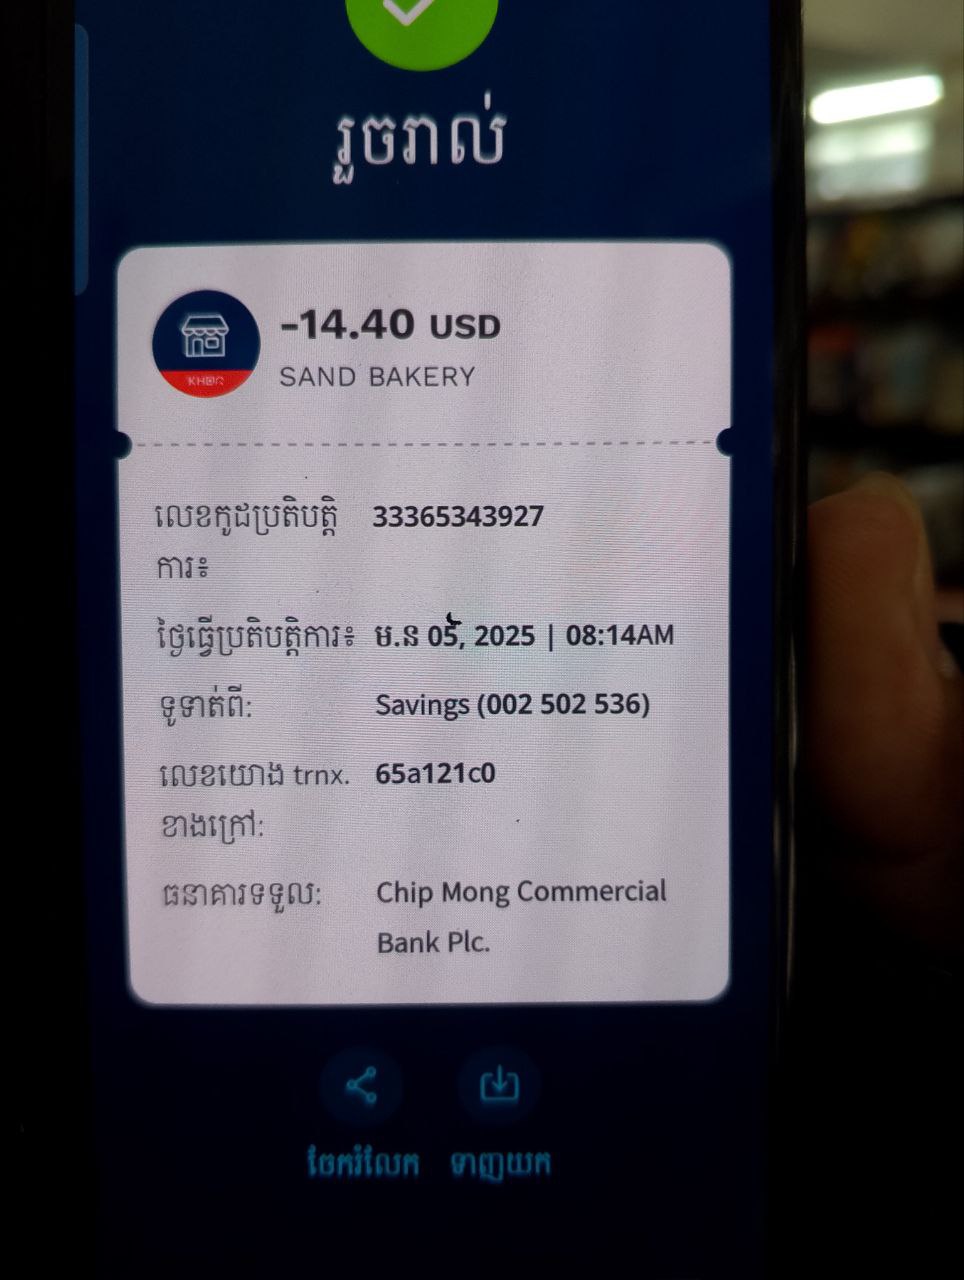 រួចរាល់
-14.40 USD
SAND BAKERY
KHQR
លេខកូដប្រតិបត្តិ 33365343927
ការ៖
ថ្ងៃធ្វើប្រតិបត្តិការ៖ ម.ន 05, 2025 | 08:14AM
ទូទាត់ពី: Savings (002 502 536)
លេខយោង trnx. 65a121c0
ខាងក្រៅ:
ធនាគារទទួល: Chip Mong Commercial
Bank Plc.
ចែករំលែក ទាញយក